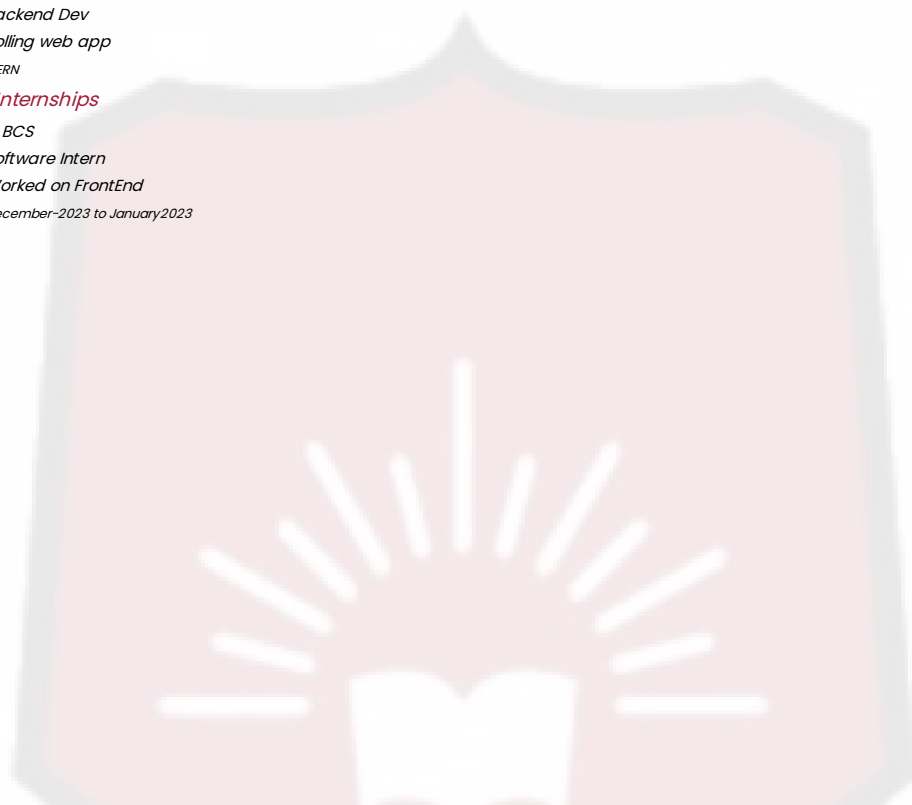 ackend Dev
olling web app
ERN
Internships
BCS
oftware Intern
orked on FrontEnd
ecember-2023 to January2023